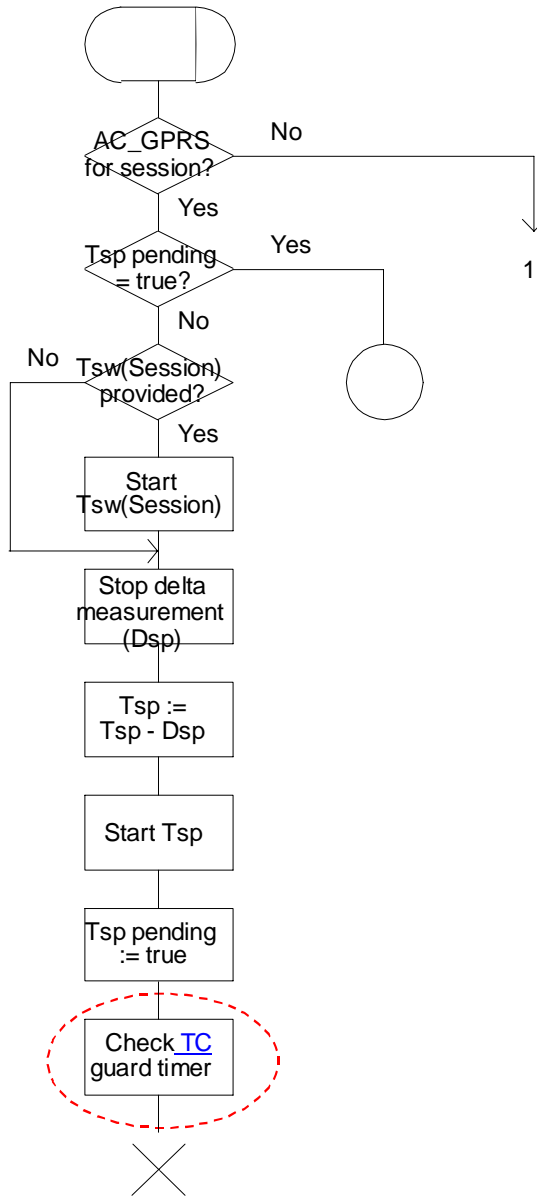 AC_GPRS
for session?
No
Yes
Tsp pending
= true?
Yes
1
No
No
Tsw(Session)
provided?
Yes
Start
Tsw(Session)
Stop delta
measurement
(Dsp)
Tsp :=
Tsp - Dsp
Start Tsp
Tsp pending
:= true
Check TC
guard timer